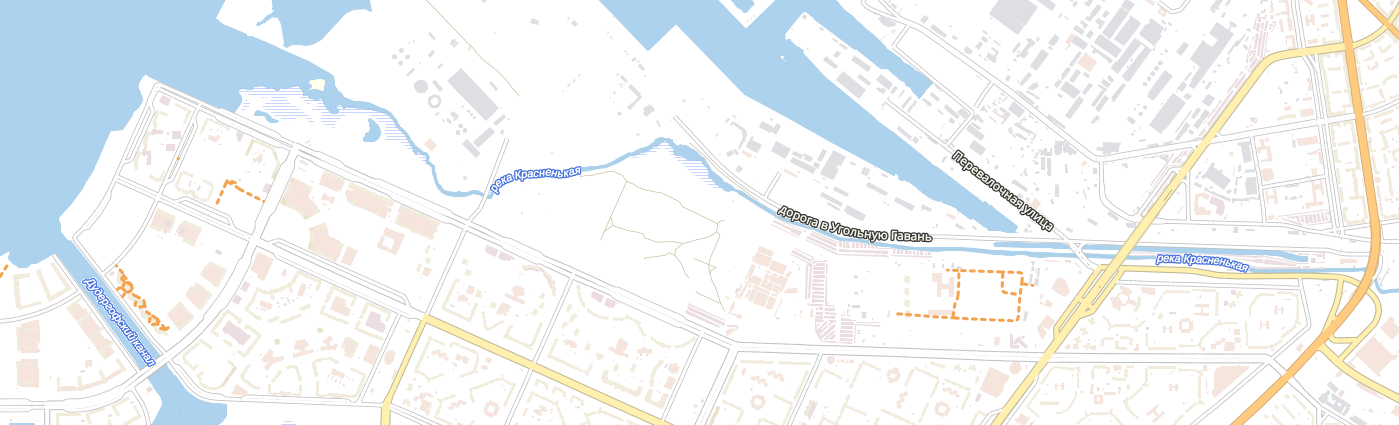 Перевалочная улица
река Красненькая
дорога в Угольную Гавань
река Красненькая
Дудергофский канал